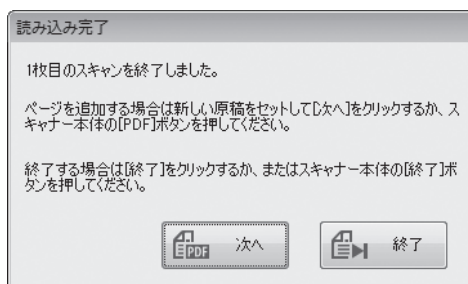 読み込み完了
1枚目のスキャンを終了しました。
ページを追加する場合は新しい原稿をセットして[次へ]をクリックするか、ス
キャナー本体の[PDF]ボタンを押してください。
終了する場合は[終了]をクリックするか、またはスキャナー本体の[終了]ボ
タンを押してください。
PDF 次へ 終了